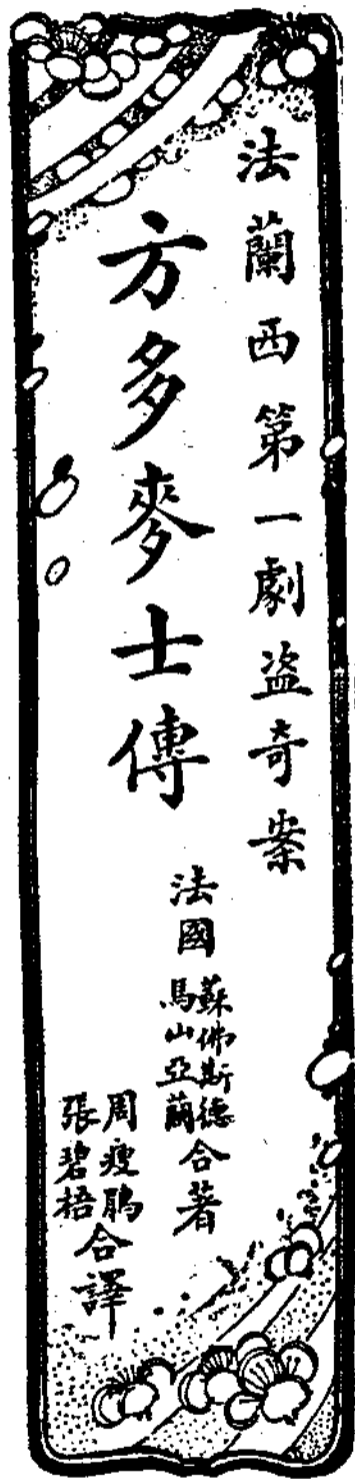 法蘭西第一劇盜奇案
方多麥士傳
法國
蘇佛斯德
馬山亞蘭
合著
周瘦鵑
張碧梧
合譯